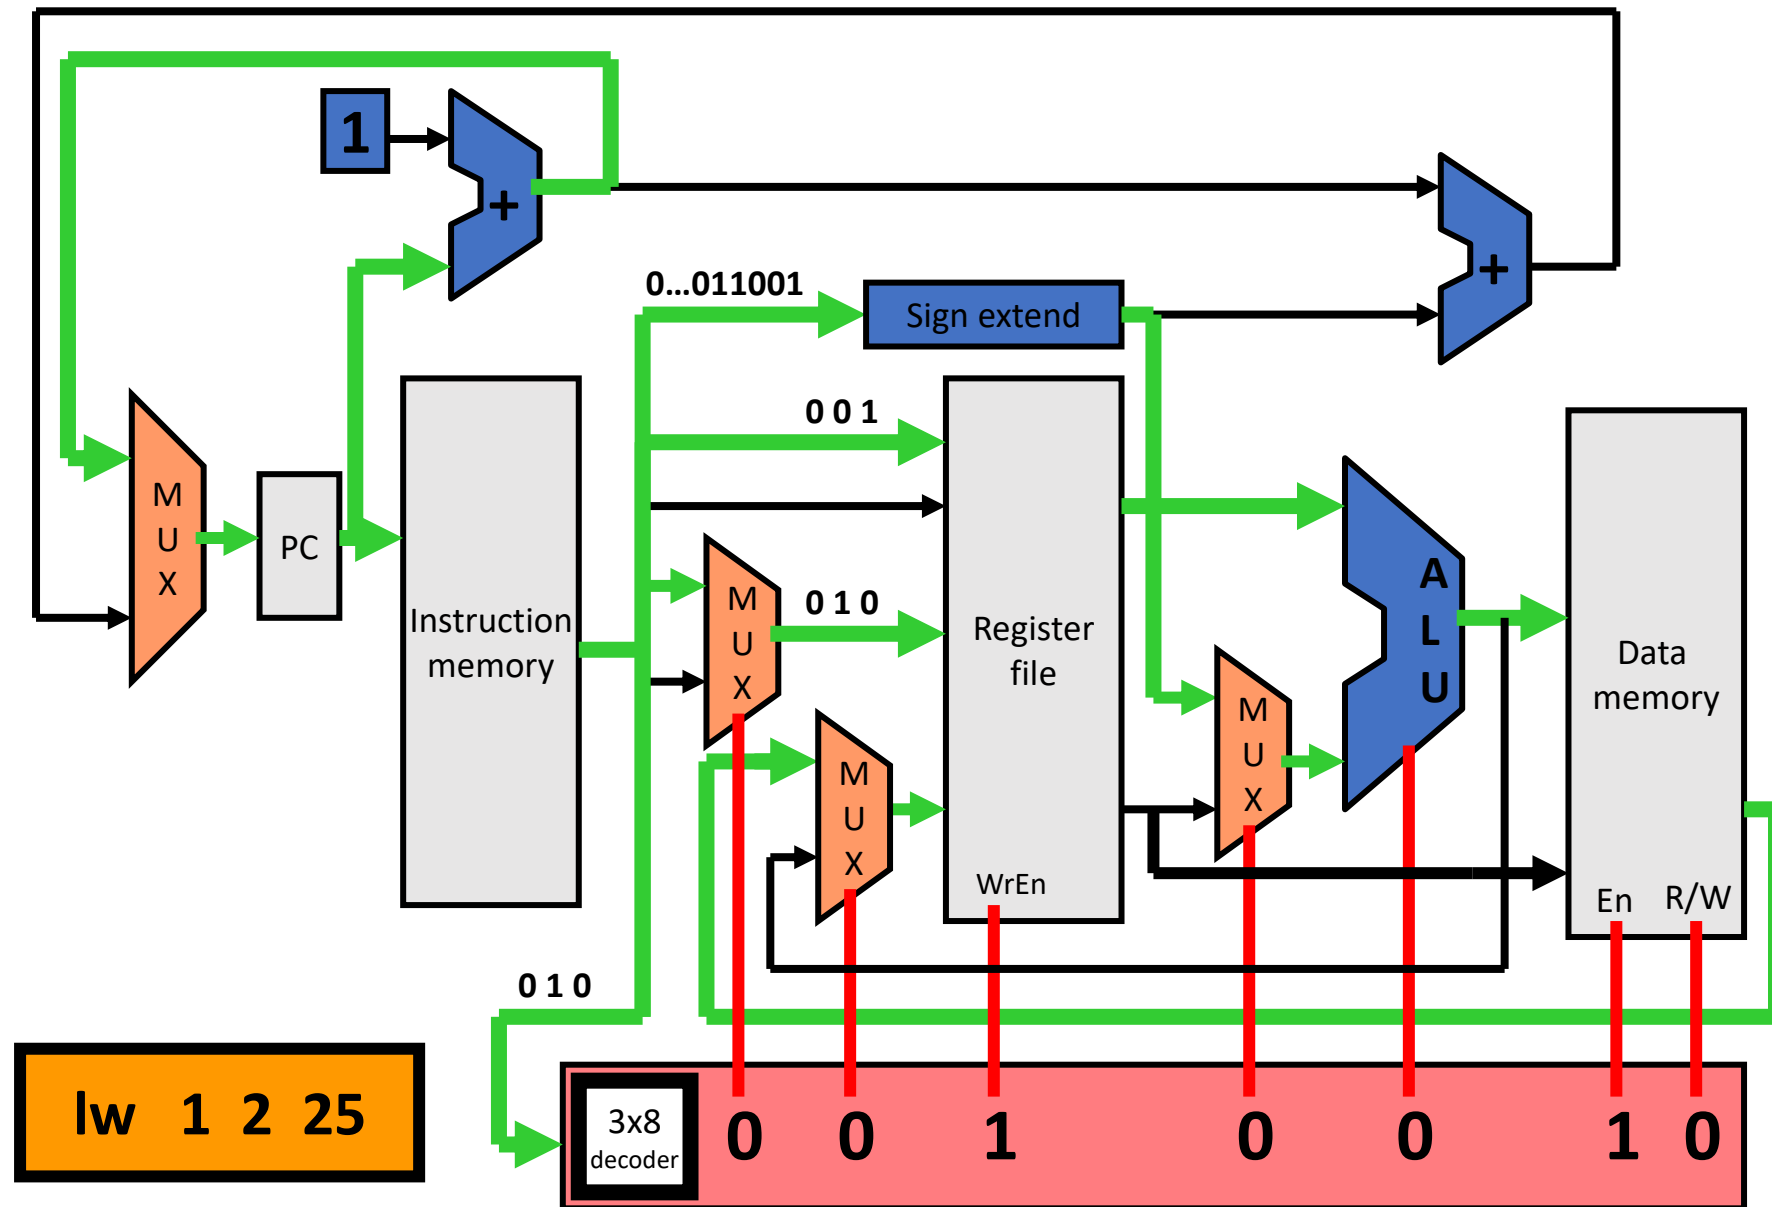 1
+
+
0...011001
Sign extend
0 0 1
M
U
X
PC
Instruction
memory
M
U
X
0 1 0
Register
file
A
L
U
Data
memory
M
U
X
M
U
X
WrEn
En
R/W
0 1 0
lw 1 2 25
3x8
decoder
0 0 1 0 0 1 0